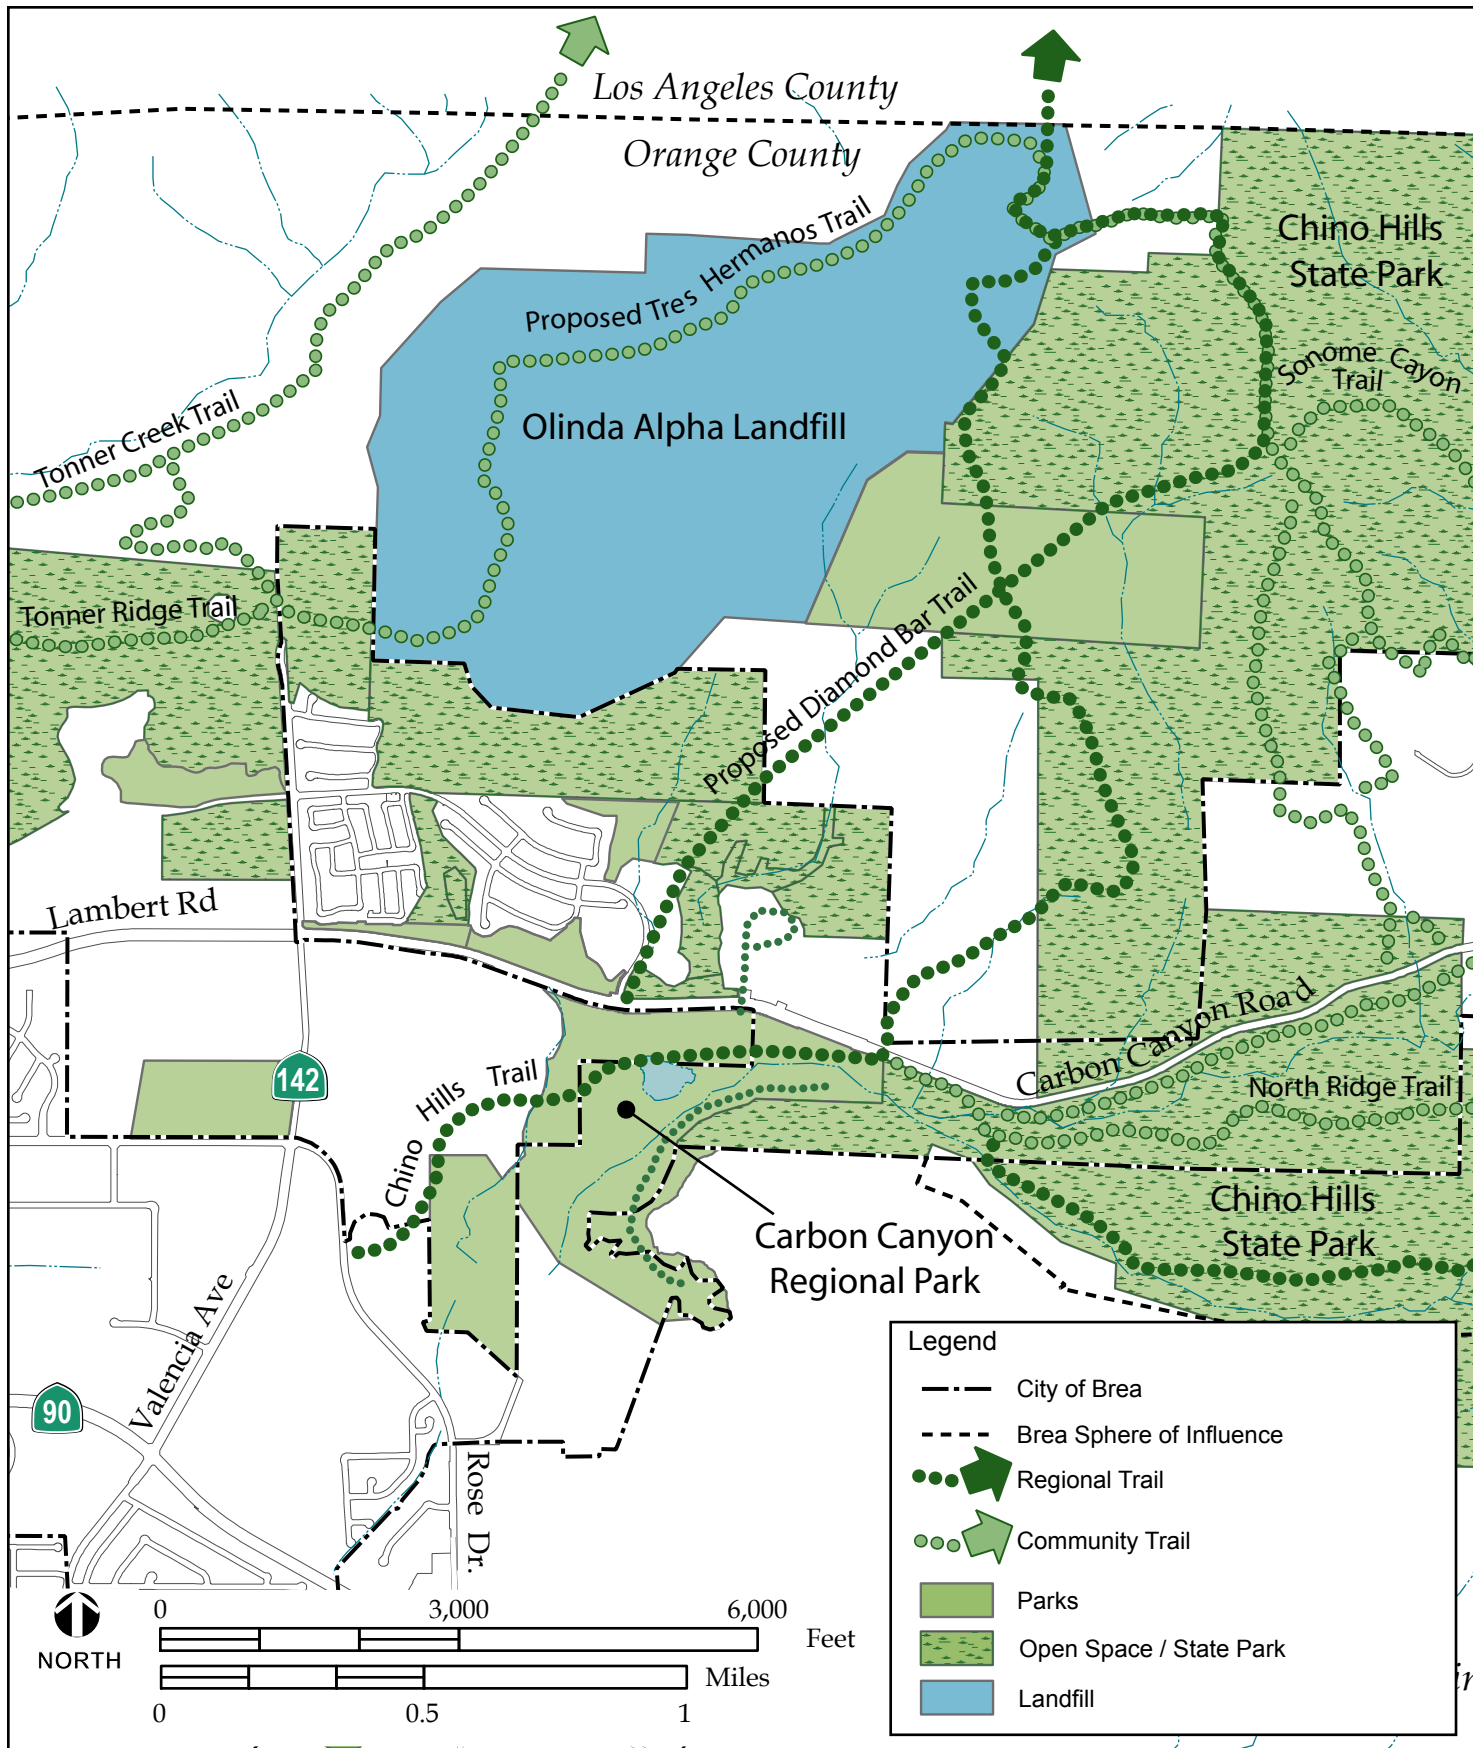 Los Angeles County
Orange County
Chino Hills
State Park
Proposed Tres Hermanos Trail
Sonome Cayon
Trail
Olinda Alpha Landfill
Tonner Creek Trail
Tonner Ridge Trail
Proposed Diamond Bar Trail
Lambert Rd
Carbon Canyon Road
142
Chino Hills Trail
North Ridge Trail
Chino Hills
State Park
Carbon Canyon
Regional Park
Valencia Ave
90
Rose Dr.
Legend
City of Brea
Brea Sphere of Influence
Regional Trail
Community Trail
Parks
Open Space / State Park
Landfill
NORTH
0 3,000 6,000
Feet
Miles
0 0.5 1